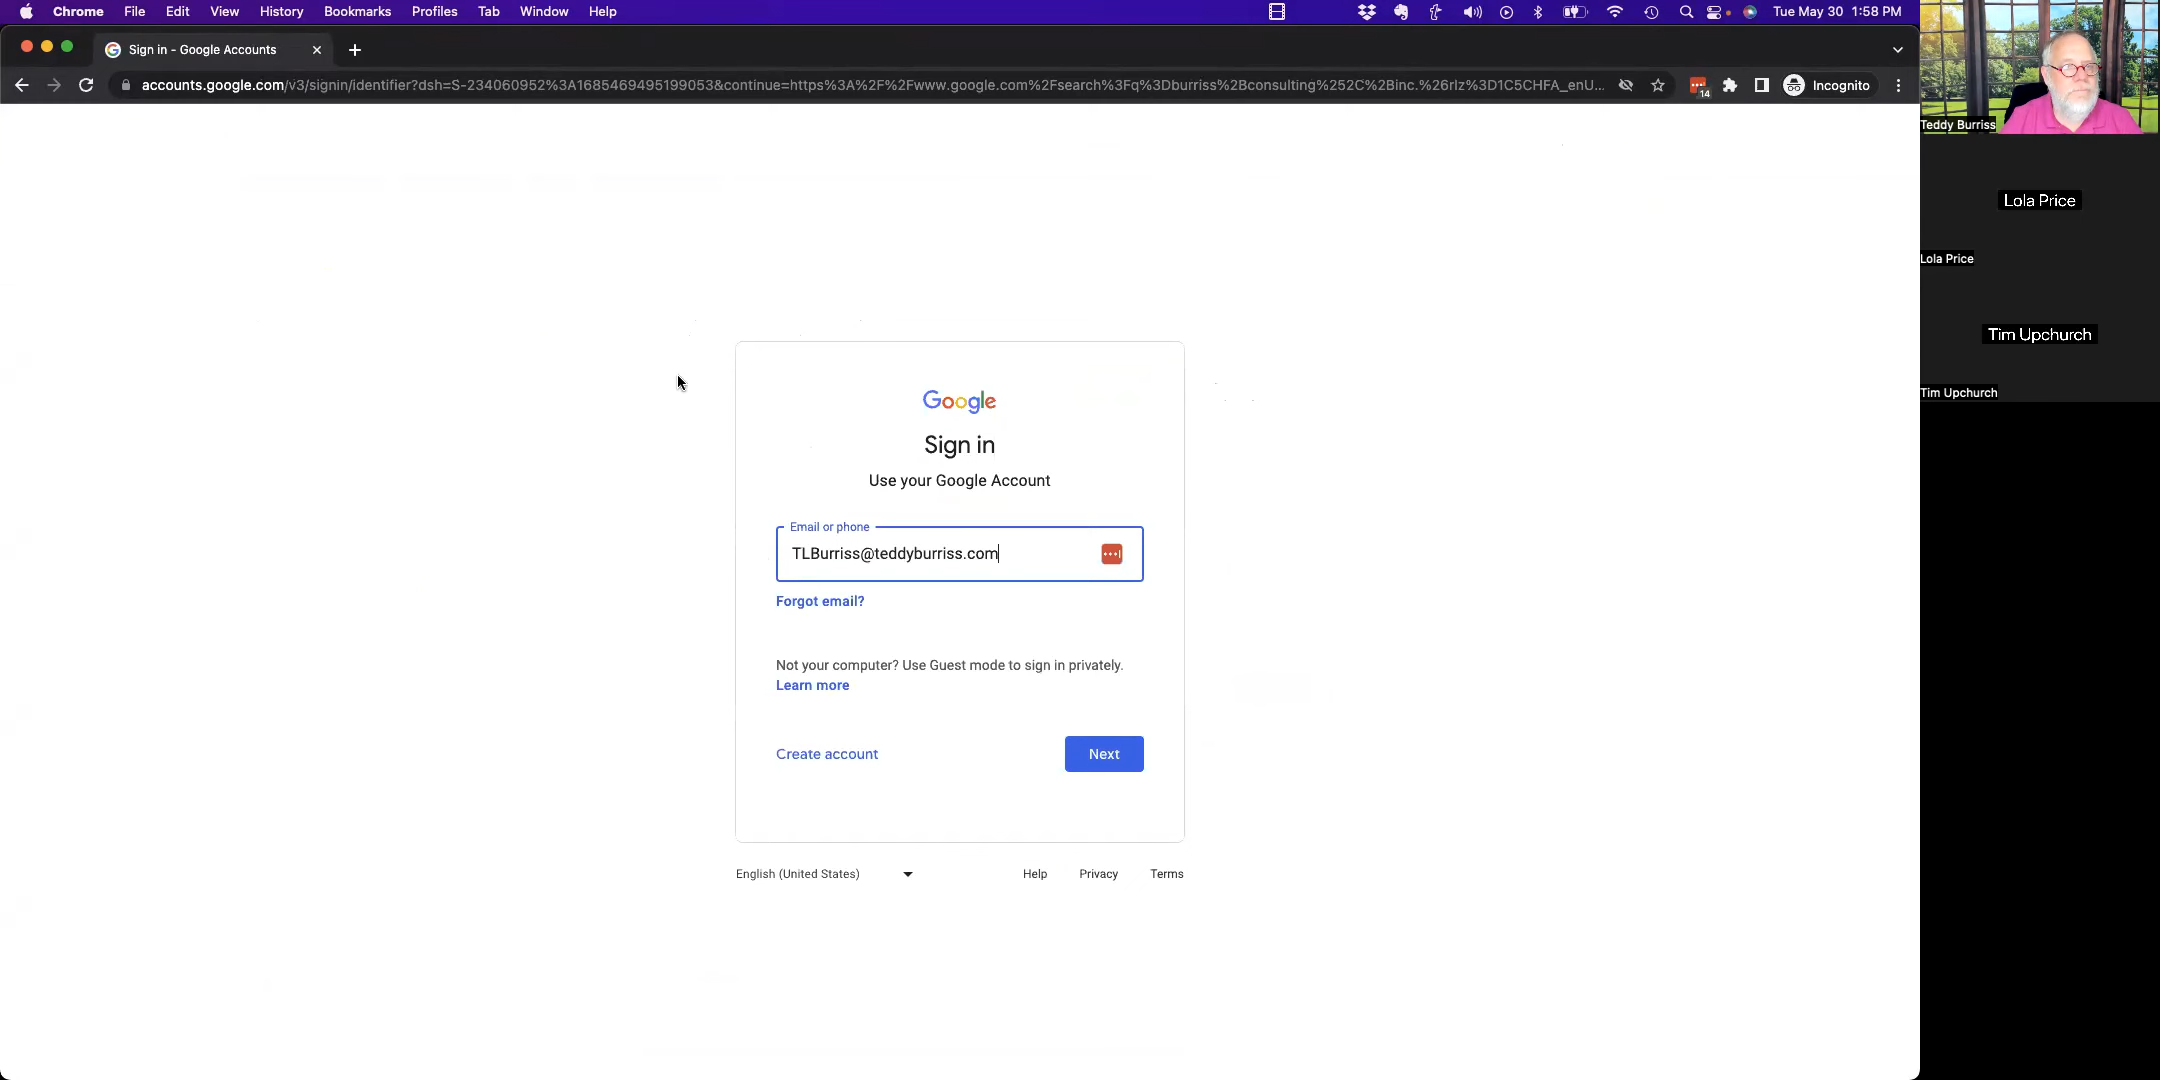 Chrome File Edit View History Bookmarks Profiles Tab Window Help Tue May 30 1:58 PM
Sign in - Google Accounts
accounts.google.com/v3/signin/identifier?dsh=S-234060952%3A1685469495199053&continue=https%3A%2F%2Fwww.google.com%2Fsearch%3Fq%3Dburriss%2Bconsulting%252C%2Binc.%26rlz%3D1C5CHFA_enU...
14
Incognito
Teddy Burriss
Lola Price
Lola Price
Tim Upchurch
Tim Upchurch
Google
Sign in
Use your Google Account
Email or phone
TLBurriss@teddyburriss.com
Forgot email?
Not your computer? Use Guest mode to sign in privately.
Learn more
Create account
Next
English (United States)
Help Privacy Terms